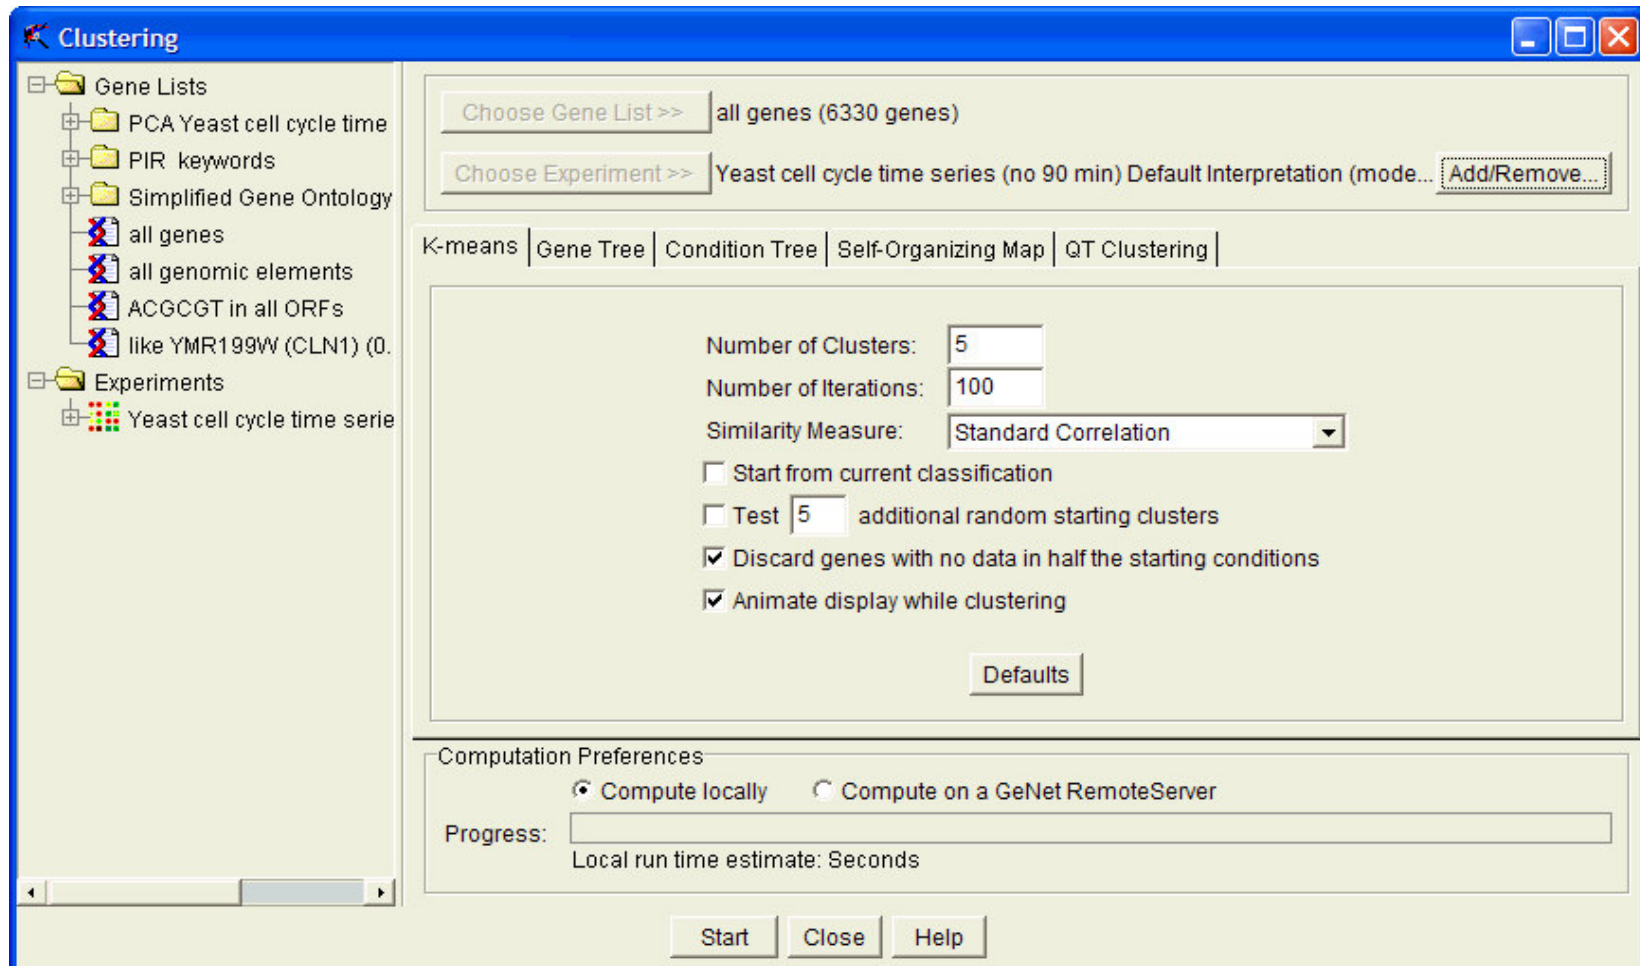 Clustering
Gene Lists
PCA Yeast cell cycle time
PIR keywords
Simplified Gene Ontology
all genes
all genomic elements
ACGCGT in all ORFs
like YMR199W (CLN1) (0.
Experiments
Yeast cell cycle time serie
Choose Gene List >> all genes (6330 genes)
Choose Experiment >> Yeast cell cycle time series (no 90 min) Default Interpretation (mode... Add/Remove...
K-means Gene Tree Condition Tree Self-Organizing Map QT Clustering
Number of Clusters: 5
Number of Iterations: 100
Similarity Measure: Standard Correlation
Start from current classification
Test 5 additional random starting clusters
Discard genes with no data in half the starting conditions
Animate display while clustering
Defaults
Computation Preferences
Compute locally Compute on a GeNet RemoteServer
Progress:
Local run time estimate: Seconds
Start Close Help